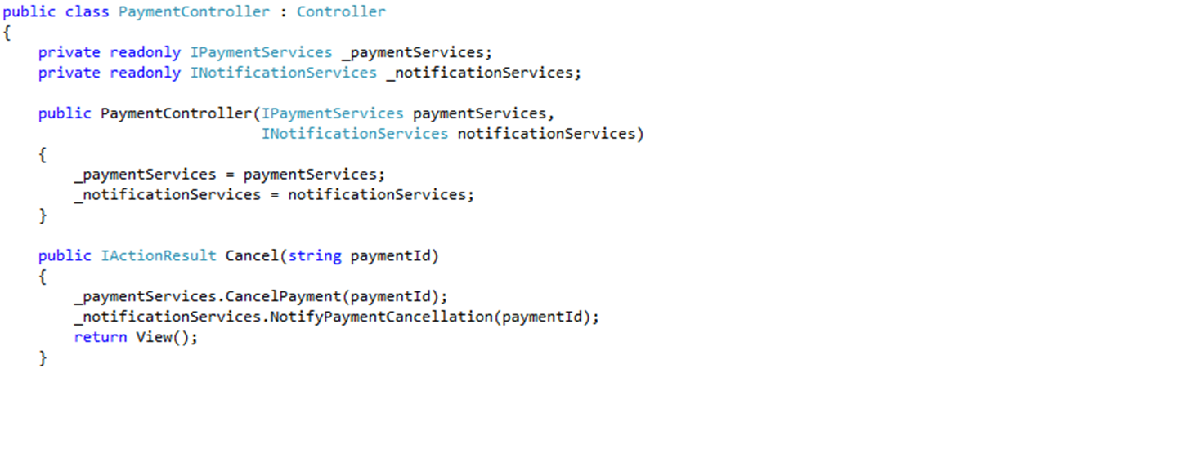 public class PaymentController : Controller
{
    private readonly IPaymentServices _paymentServices;
    private readonly INotificationServices _notificationServices;

    public PaymentController(IPaymentServices paymentServices,
                             INotificationServices notificationServices)
    {
        _paymentServices = paymentServices;
        _notificationServices = notificationServices;
    }

    public IActionResult Cancel(string paymentId)
    {
        _paymentServices.CancelPayment(paymentId);
        _notificationServices.NotifyPaymentCancellation(paymentId);
        return View();
    }